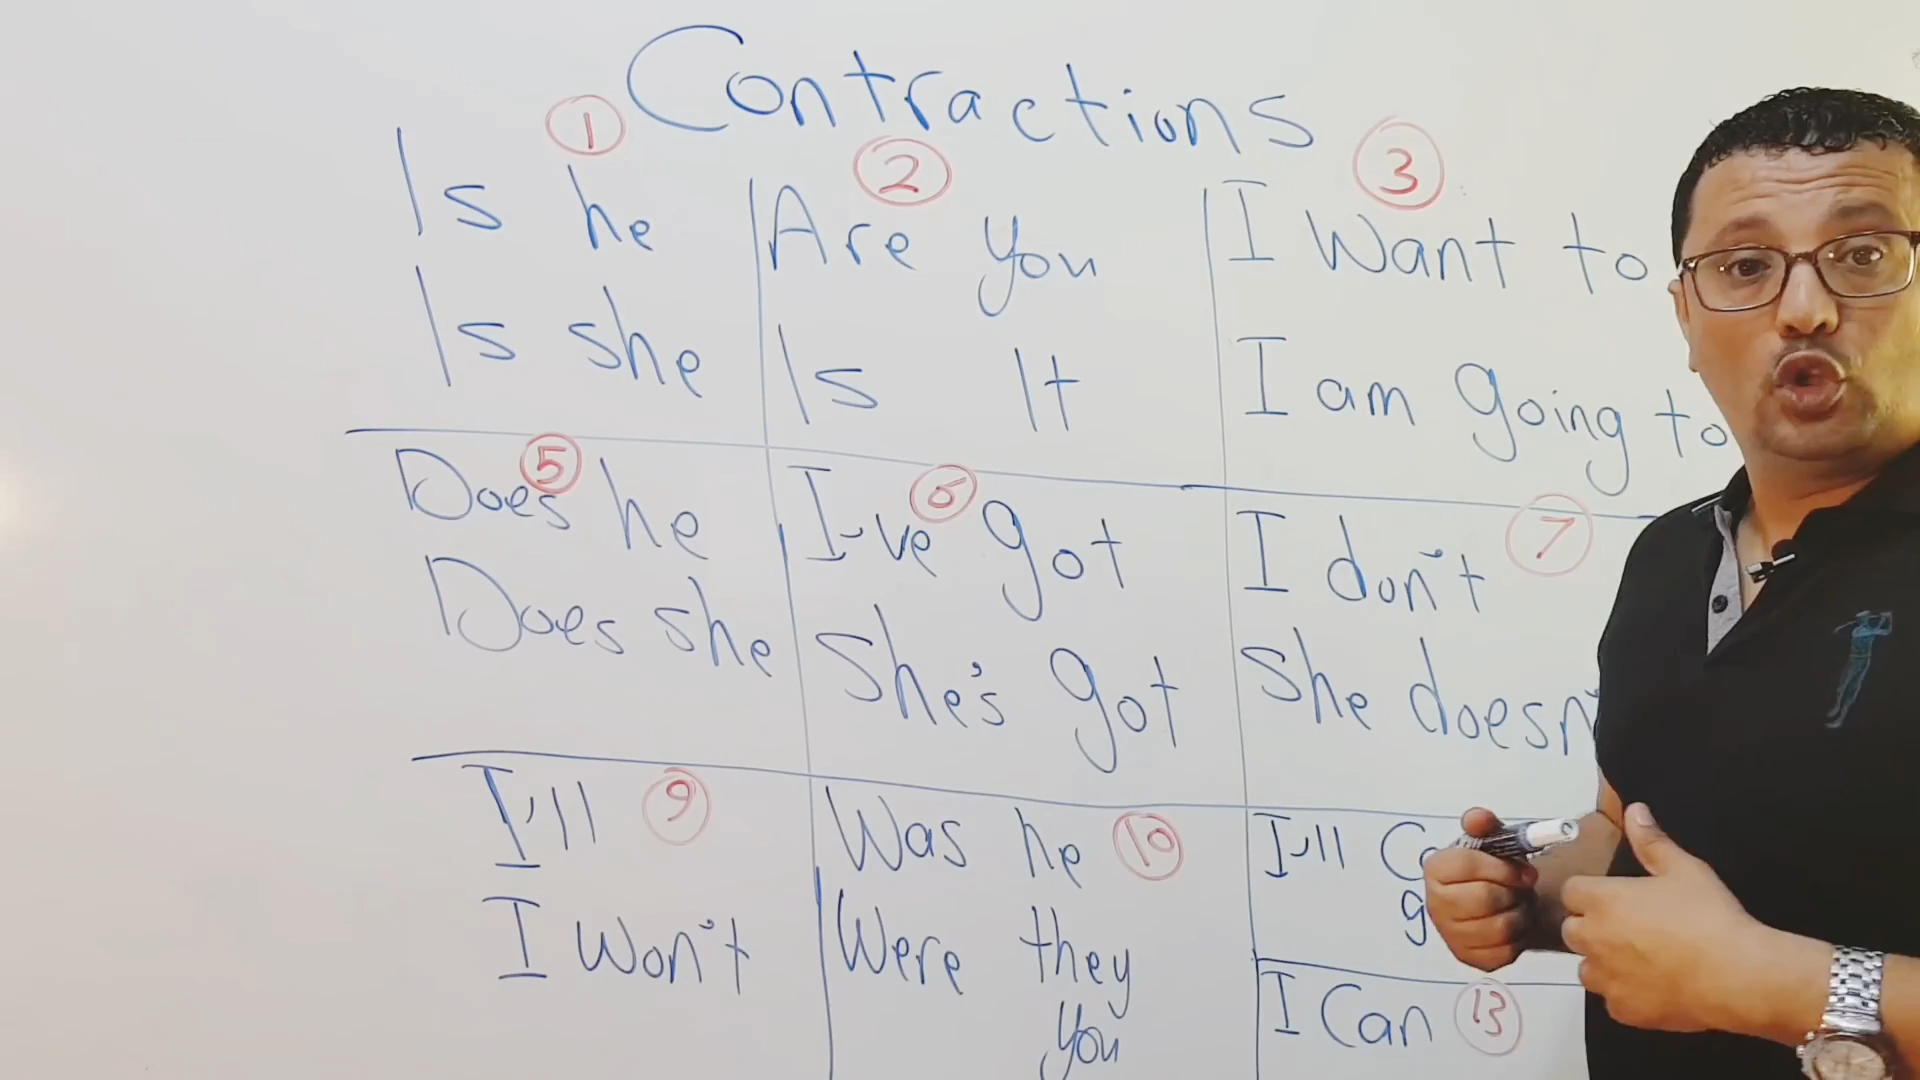 Contractions
1
Is he
Is she
2
Are you
Is It
3
I want to
I am going to
5
Does he
Does she
6
I've got
She's got
7
I don't
She doesn
9
I'll
I won't
10
Was he
Were they
you
I'll
g
I Can 13